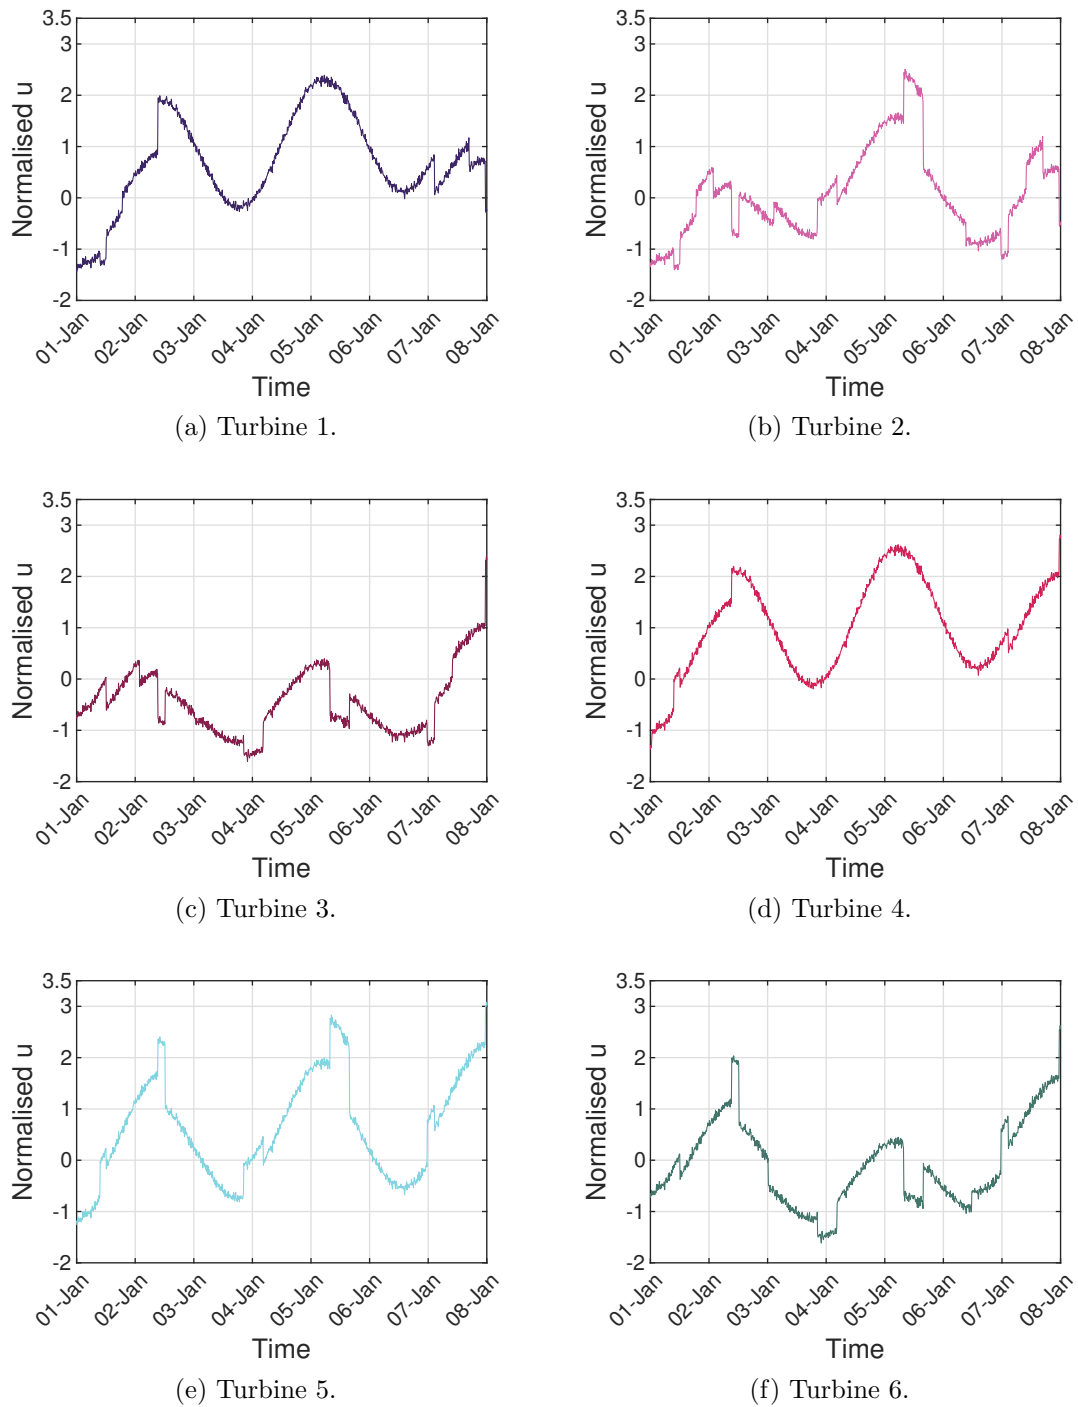 3.5
3
2
1
0
-1
-2
Normalised u
01-Jan
02-Jan
03-Jan
04-Jan
05-Jan
06-Jan
07-Jan
08-Jan
Time
(a) Turbine 1.
3.5
3
2
1
0
-1
-2
Normalised u
01-Jan
02-Jan
03-Jan
04-Jan
05-Jan
06-Jan
07-Jan
08-Jan
Time
(b) Turbine 2.
3.5
3
2
1
0
-1
-2
Normalised u
01-Jan
02-Jan
03-Jan
04-Jan
05-Jan
06-Jan
07-Jan
08-Jan
Time
(c) Turbine 3.
3.5
3
2
1
0
-1
-2
Normalised u
01-Jan
02-Jan
03-Jan
04-Jan
05-Jan
06-Jan
07-Jan
08-Jan
Time
(d) Turbine 4.
3.5
3
2
1
0
-1
-2
Normalised u
01-Jan
02-Jan
03-Jan
04-Jan
05-Jan
06-Jan
07-Jan
08-Jan
Time
(e) Turbine 5.
3.5
3
2
1
0
-1
-2
Normalised u
01-Jan
02-Jan
03-Jan
04-Jan
05-Jan
06-Jan
07-Jan
08-Jan
Time
(f) Turbine 6.